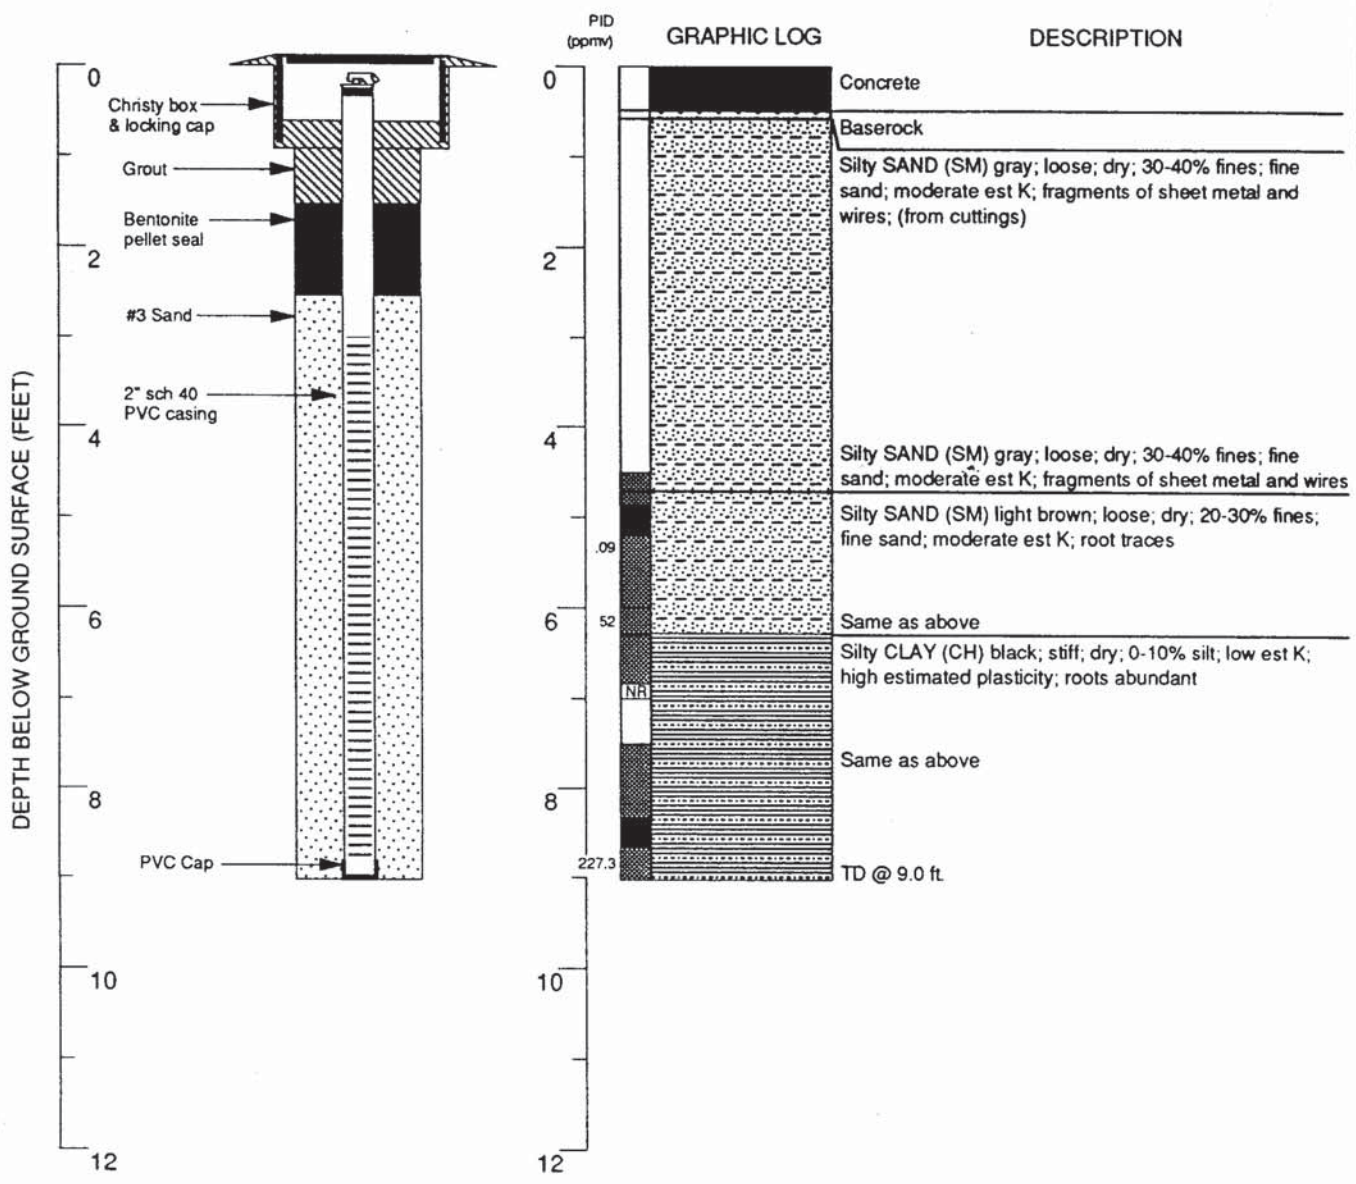 PID
(ppmv)
GRAPHIC LOG
DESCRIPTION
DEPTH BELOW GROUND SURFACE (FEET)
0
2
4
6
8
10
12
Christy box
& locking cap
Grout
Bentonite
pellet seal
#3 Sand
2" sch 40
PVC casing
PVC Cap
0
2
4
6
8
10
12
.09
52
NR
227.3
Concrete
Baserock
Silty SAND (SM) gray; loose; dry; 30-40% fines; fine
sand; moderate est K; fragments of sheet metal and
wires; (from cuttings)
Silty SAND (SM) gray; loose; dry; 30-40% fines; fine
sand; moderate est K; fragments of sheet metal and wires
Silty SAND (SM) light brown; loose; dry; 20-30% fines;
fine sand; moderate est K; root traces
Same as above
Silty CLAY (CH) black; stiff; dry; 0-10% silt; low est K;
high estimated plasticity; roots abundant
Same as above
TD @ 9.0 ft.